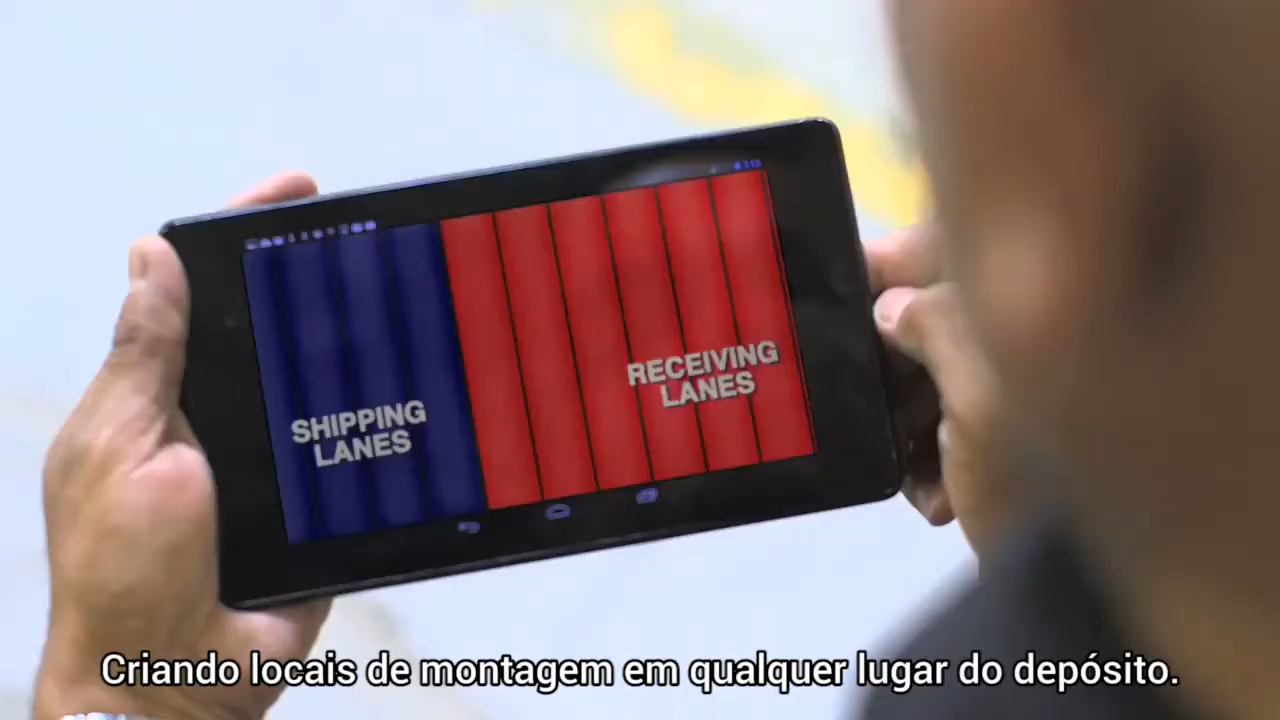 SHIPPING
LANES
RECEIVING
LANES
Criando locais de montagem em qualquer lugar do depósito.